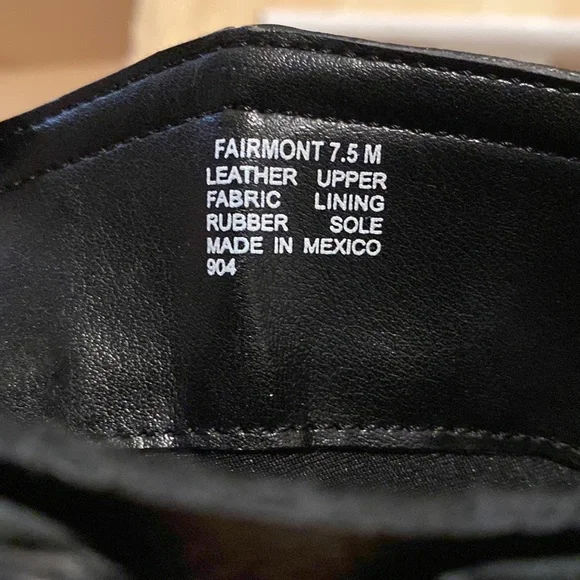 FAIRMONT 7.5 M
LEATHER UPPER
FABRIC LINING
RUBBER SOLE
MADE IN MEXICO
904